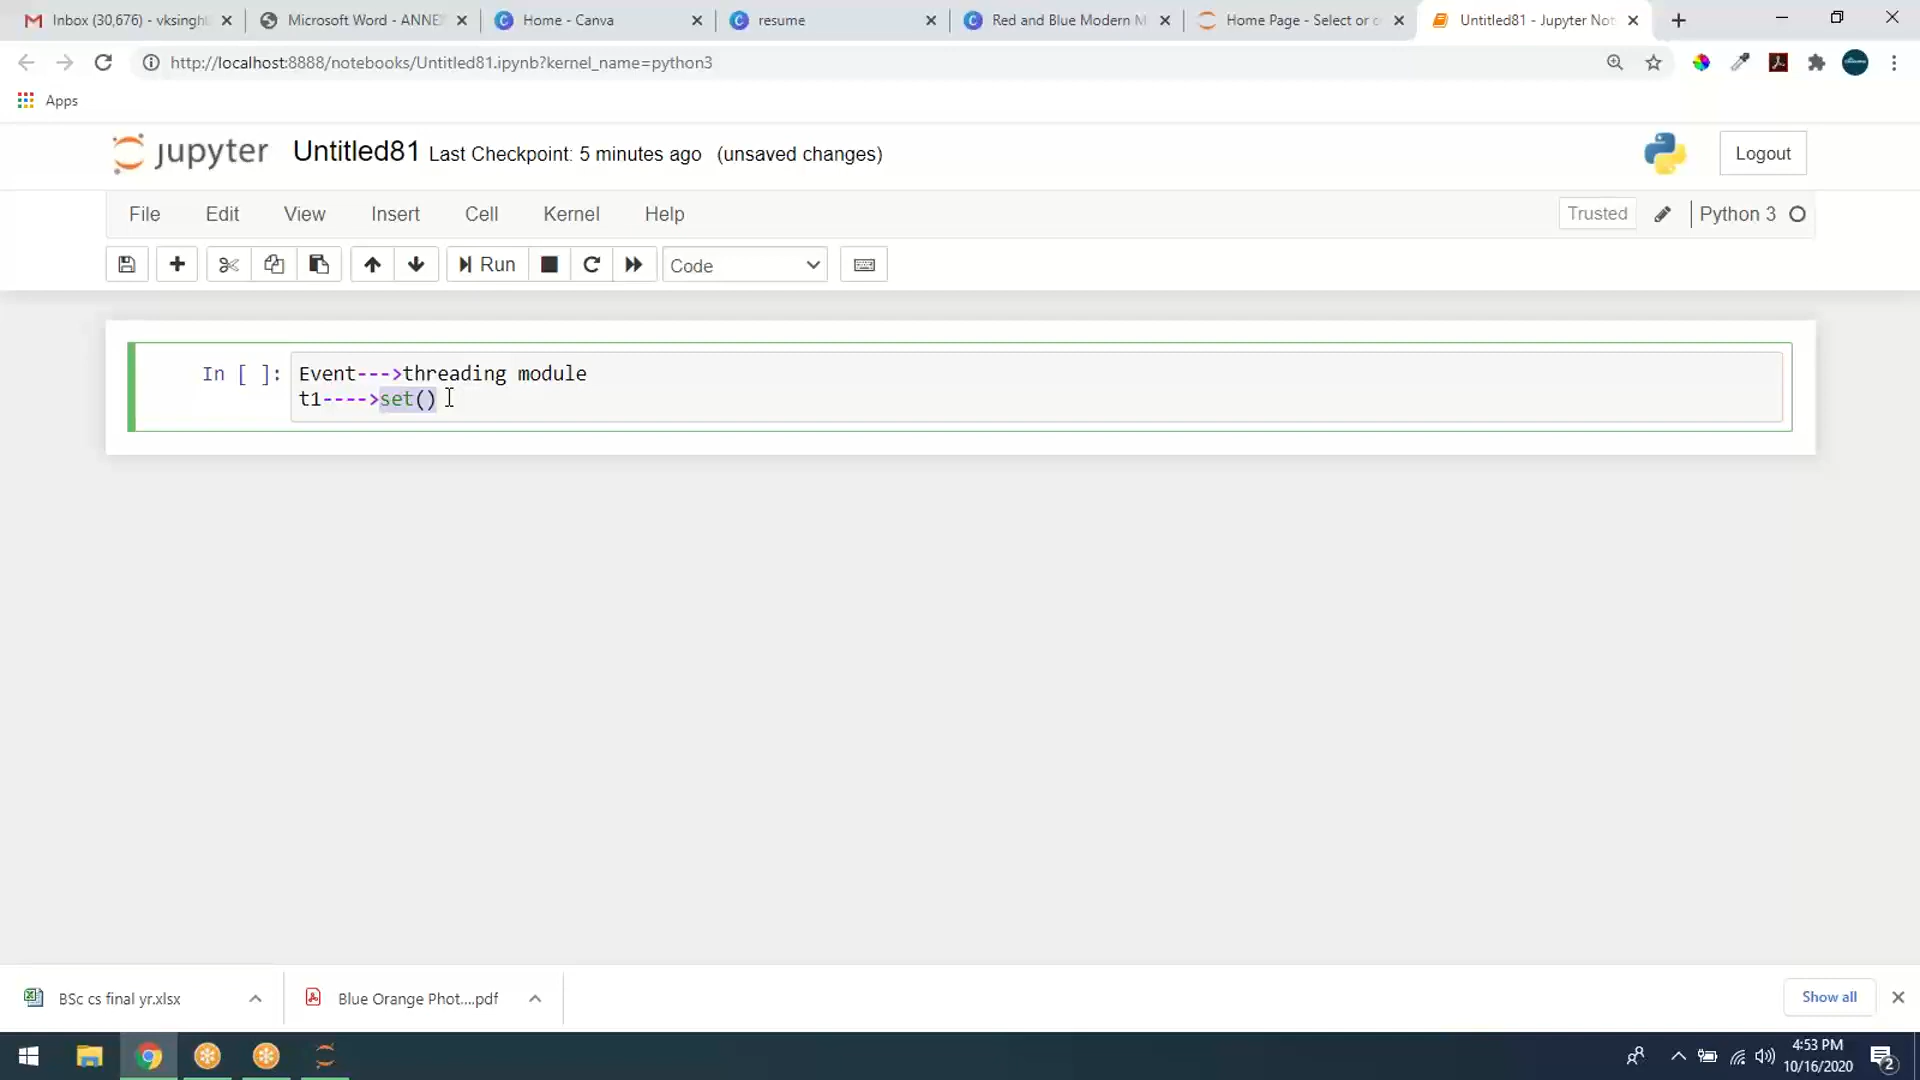 Inbox (30,676) - vksingh
Microsoft Word - ANNE
Home - Canva
resume
Red and Blue Modern M
Home Page - Select or c
Untitled81 - Jupyter Not
http://localhost:8888/notebooks/Untitled81.ipynb?kernel_name=python3
Apps
jupyter
Untitled81 Last Checkpoint: 5 minutes ago (unsaved changes)
Logout
File Edit View Insert Cell Kernel Help
Trusted
Python 3
Run
Code
In [ ]: Event--->threading module
t1---->set()
BSc cs final yr.xlsx
Blue Orange Phot....pdf
Show all
4:53 PM
10/16/2020
2